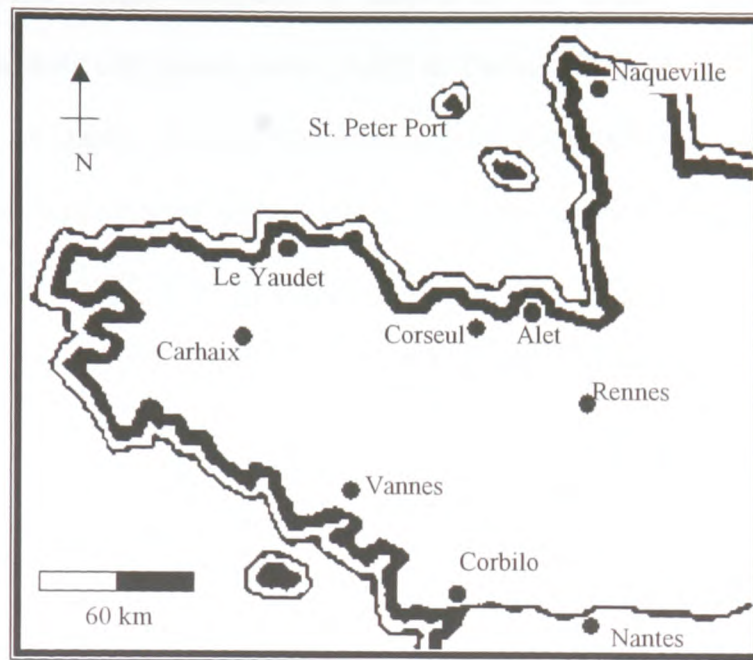 Naqueville
St. Peter Port
N
Le Yaudet
Carhaix
Corseul
Alet
Rennes
Vannes
Corbilo
60 km
Nantes